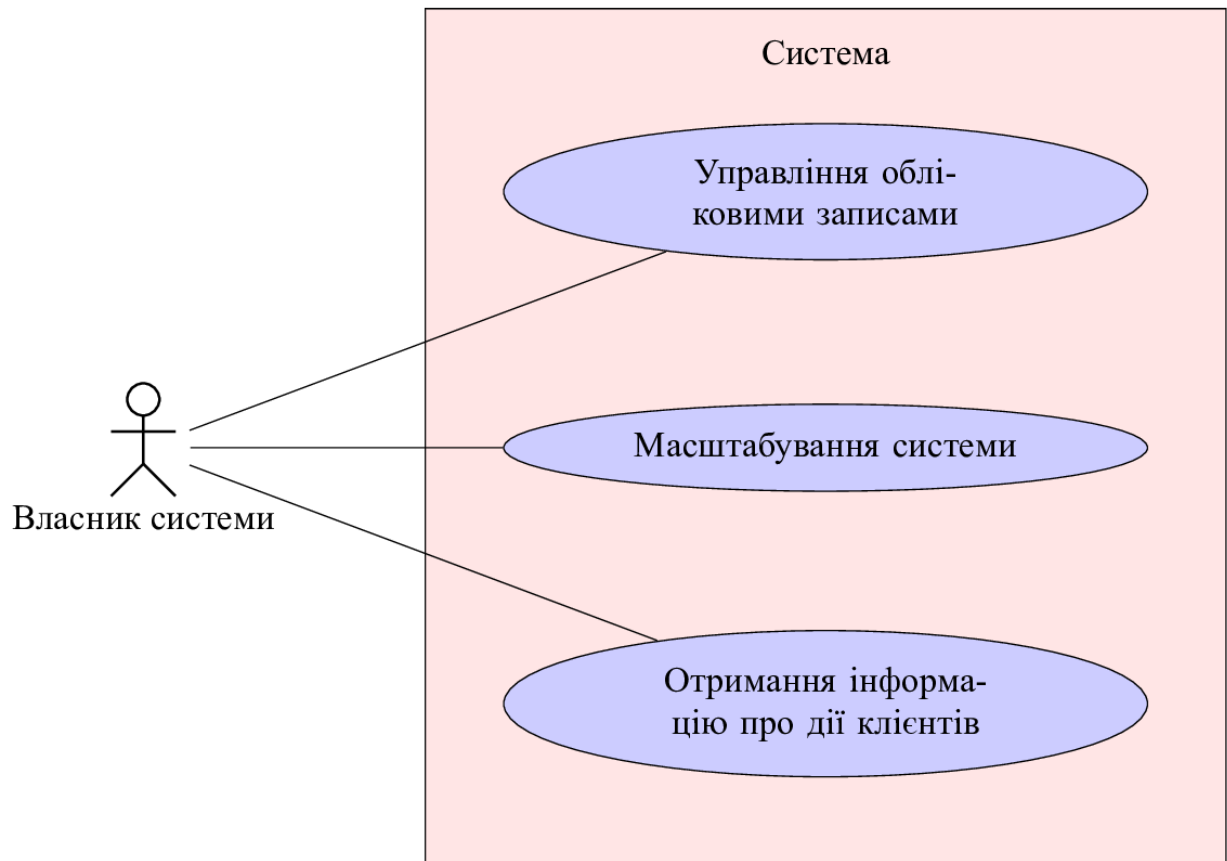 Система
Управління облі-
ковими записами
Масштабування системи
Власник системи
Отримання інформа-
цію про дії клієнтів